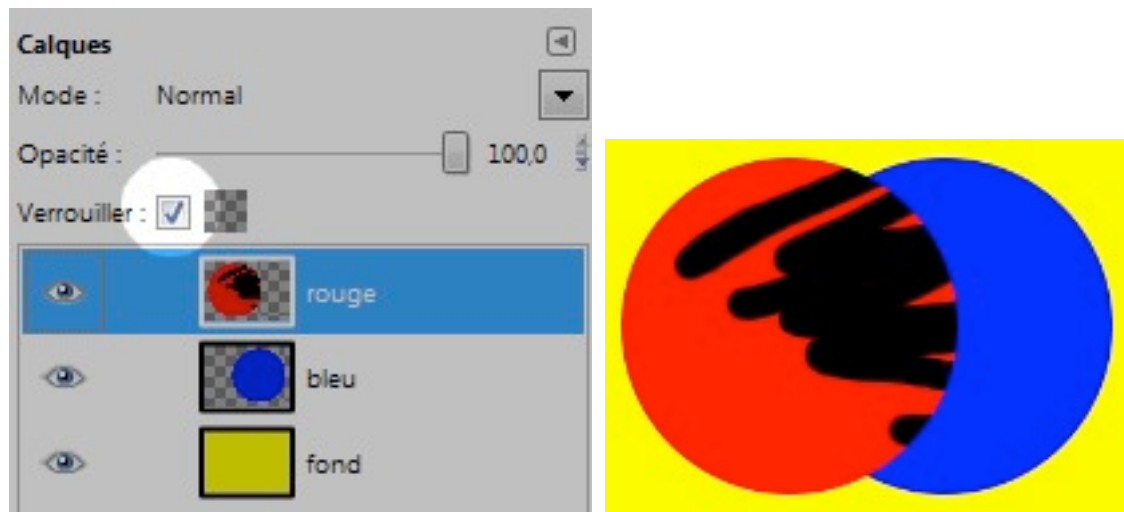 Calques
Mode : Normal
Opacité : 100,0
Verrouiller :
rouge
bleu
fond